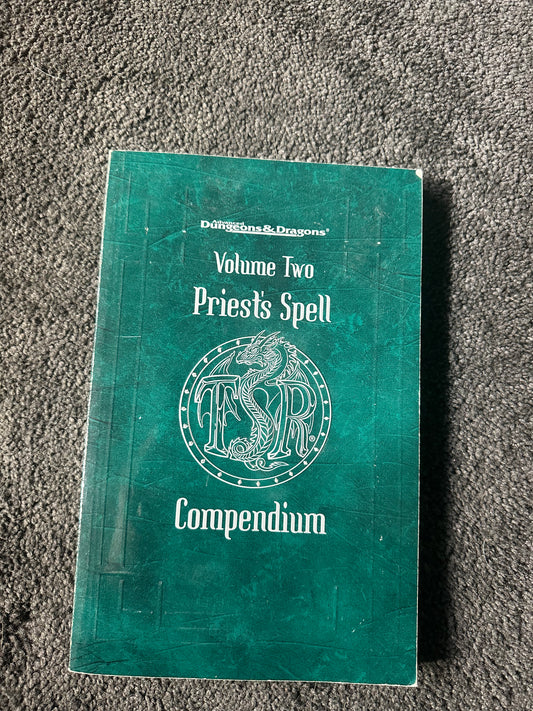 Advanced
Dungeons & Dragons®
Volume Two
Priest's Spell
TSR®
Compendium